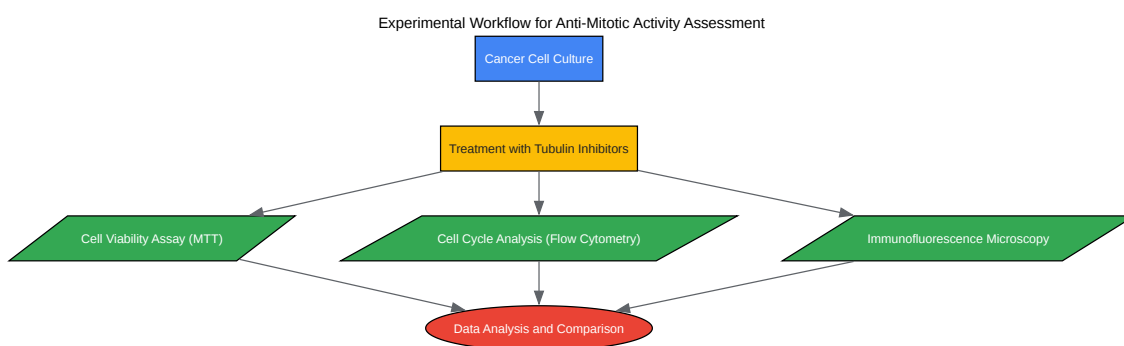 Experimental Workflow for Anti-Mitotic Activity Assessment
Cancer Cell Culture
Treatment with Tubulin Inhibitors
Cell Viability Assay (MTT)
Cell Cycle Analysis (Flow Cytometry)
Immunofluorescence Microscopy
Data Analysis and Comparison